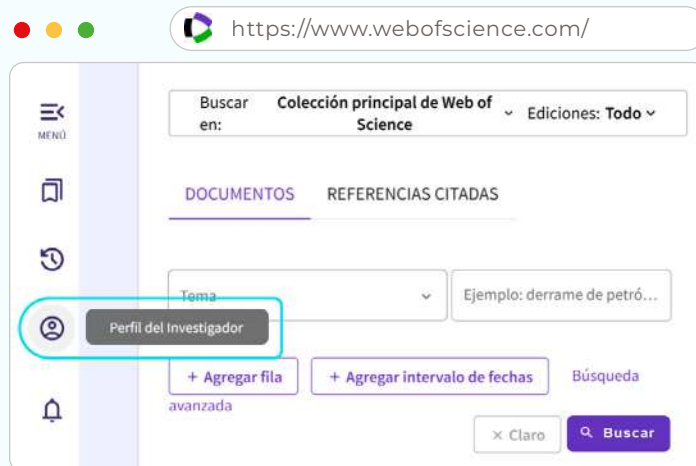 https://www.webofscience.com/
MENÚ
Buscar en: Colección principal de Web of Science Ediciones: Todo
DOCUMENTOS REFERENCIAS CITADAS
Tema Ejemplo: derrame de petró...
Perfil del Investigador
+ Agregar fila + Agregar intervalo de fechas Búsqueda
avanzada
× Claro Buscar